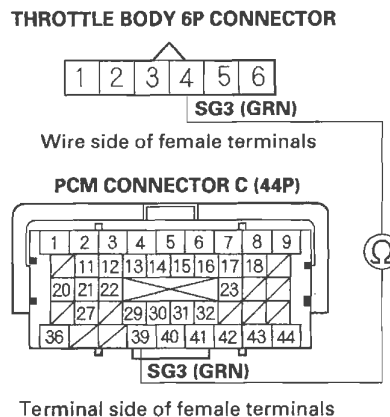 THROTTLE BODY 6P CONNECTOR
1 2 3 4 5 6
SG3 (GRN)
Wire side of female terminals
PCM CONNECTOR C (44P)
1 2 3 4 5 6 7 8 9
11 12 13 14 15 16 17 18
20 21 22 23
27 29 30 31 32
36 39 40 41 42 43 44
Ω
SG3 (GRN)
Terminal side of female terminals